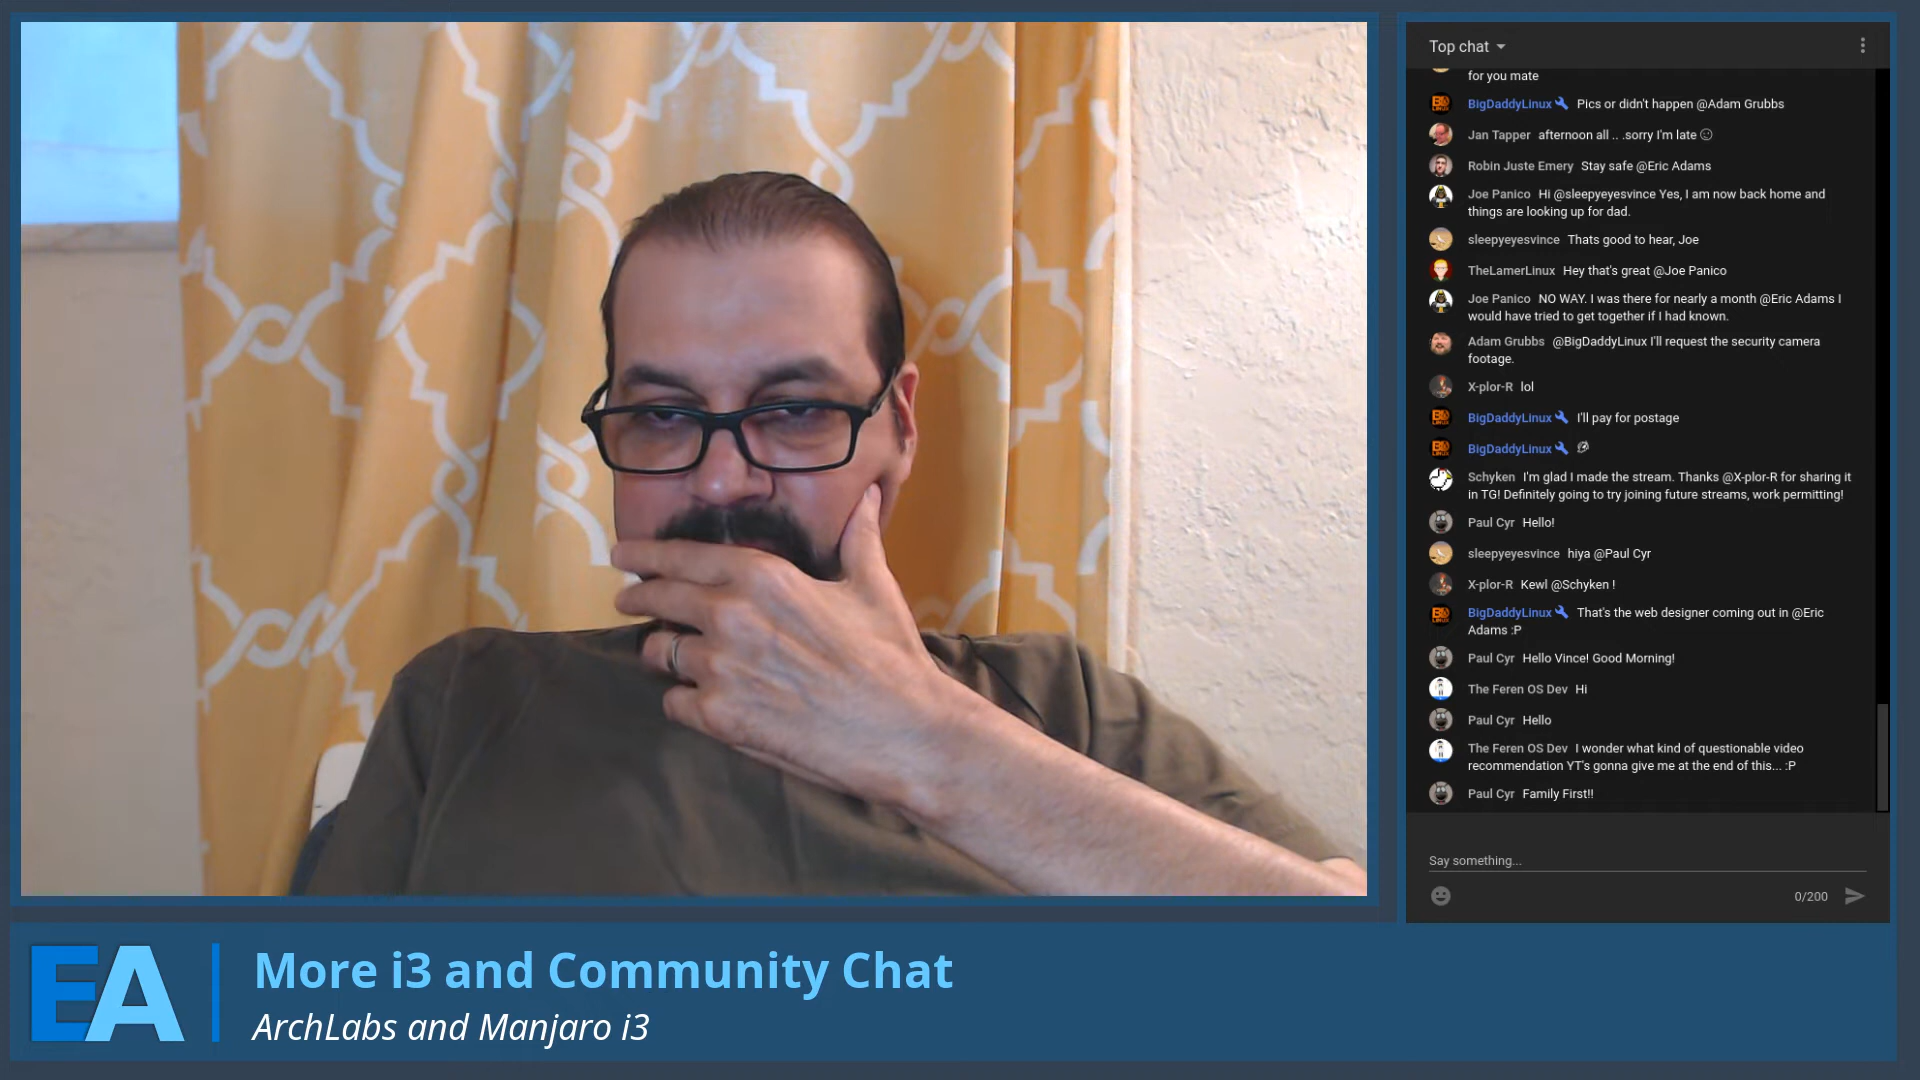 Top chat
for you mate
BigDaddyLinux Pics or didn't happen @Adam Grubbs
Jan Tapper afternoon all .. .sorry I'm late
Robin Juste Emery Stay safe @Eric Adams
Joe Panico Hi @sleepyeyesvince Yes, I am now back home and
things are looking up for dad.
sleepyeyesvince Thats good to hear, Joe
TheLamerLinux Hey that's great @Joe Panico
Joe Panico NO WAY. I was there for nearly a month @Eric Adams I
would have tried to get together if I had known.
Adam Grubbs @BigDaddyLinux I'll request the security camera
footage.
X-plor-R lol
BigDaddyLinux I'll pay for postage
BigDaddyLinux
Schyken I'm glad I made the stream. Thanks @X-plor-R for sharing it
in TG! Definitely going to try joining future streams, work permitting!
Paul Cyr Hello!
sleepyeyesvince hiya @Paul Cyr
X-plor-R Kewl @Schyken !
BigDaddyLinux That's the web designer coming out in @Eric
Adams :P
Paul Cyr Hello Vince! Good Morning!
The Feren OS Dev Hi
Paul Cyr Hello
The Feren OS Dev I wonder what kind of questionable video
recommendation YT's gonna give me at the end of this... :P
Paul Cyr Family First!!
Say something...
0/200
EA
More i3 and Community Chat
ArchLabs and Manjaro i3